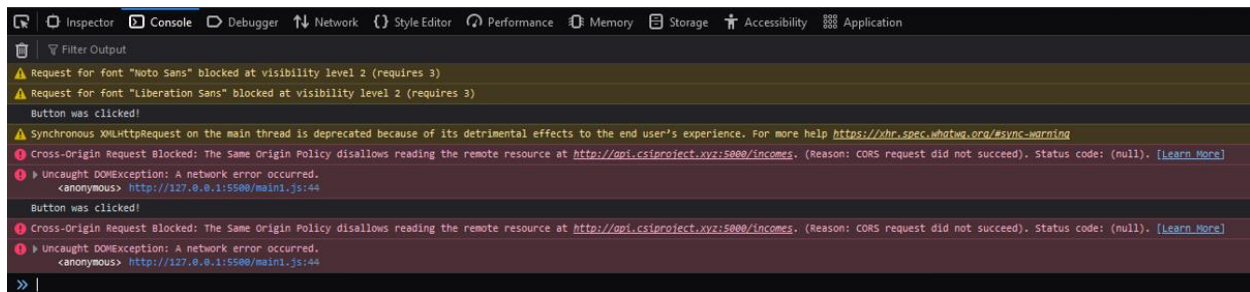 Inspector Console Debugger Network Style Editor Performance Memory Storage Accessibility Application
Filter Output
Request for font "Noto Sans" blocked at visibility level 2 (requires 3)
Request for font "Liberation Sans" blocked at visibility level 2 (requires 3)
Button was clicked!
Synchronous XMLHttpRequest on the main thread is deprecated because of its detrimental effects to the end user's experience. For more help https://xhr.spec.whatwg.org/#sync-warning
Cross-Origin Request Blocked: The Same Origin Policy disallows reading the remote resource at http://api.csiproject.xyz:5000/incomes. (Reason: CORS request did not succeed). Status code: (null). [Learn More]
Uncaught DOMException: A network error occurred.
<anonymous> http://127.0.0.1:5500/main1.js:44
Button was clicked!
Cross-Origin Request Blocked: The Same Origin Policy disallows reading the remote resource at http://api.csiproject.xyz:5000/incomes. (Reason: CORS request did not succeed). Status code: (null). [Learn More]
Uncaught DOMException: A network error occurred.
<anonymous> http://127.0.0.1:5500/main1.js:44